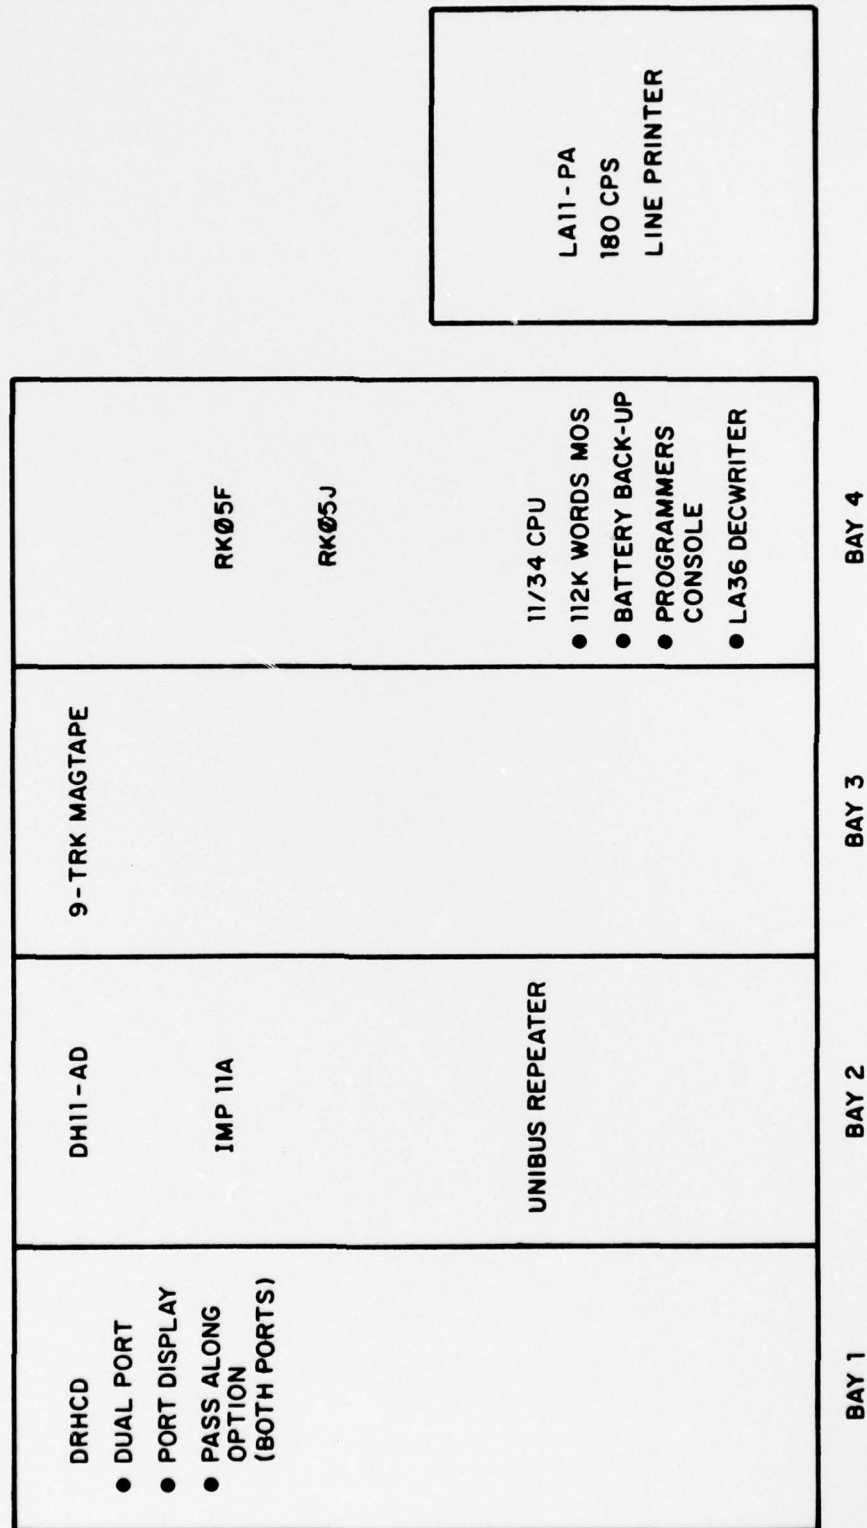 DRHCD
● DUAL PORT
● PORT DISPLAY
● PASS ALONG
OPTION
(BOTH PORTS)
BAY 1
DH11-AD
IMP 11A
UNIBUS REPEATER
BAY 2
9-TRK MAGTAPE
BAY 3
RKØ5F
RKØ5J
11/34 CPU
● 112K WORDS MOS
● BATTERY BACK-UP
● PROGRAMMERS
CONSOLE
● LA36 DECWRITER
BAY 4
LA11-PA
180 CPS
LINE PRINTER